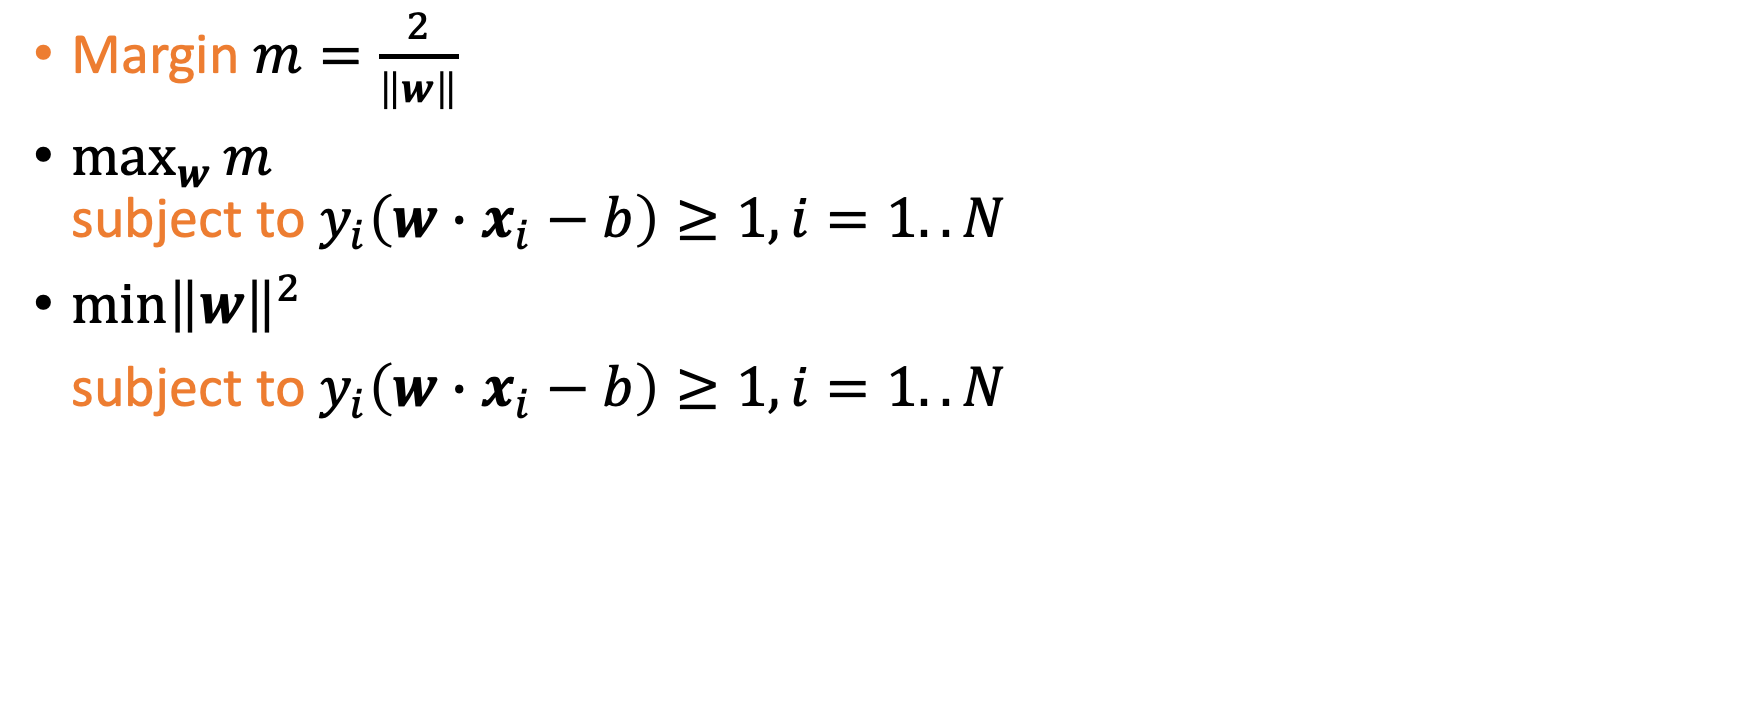 • Margin m = 2/‖w‖
• max_w m
subject to y_i(w · x_i − b) ≥ 1, i = 1..N
• min‖w‖²
subject to y_i(w · x_i − b) ≥ 1, i = 1..N